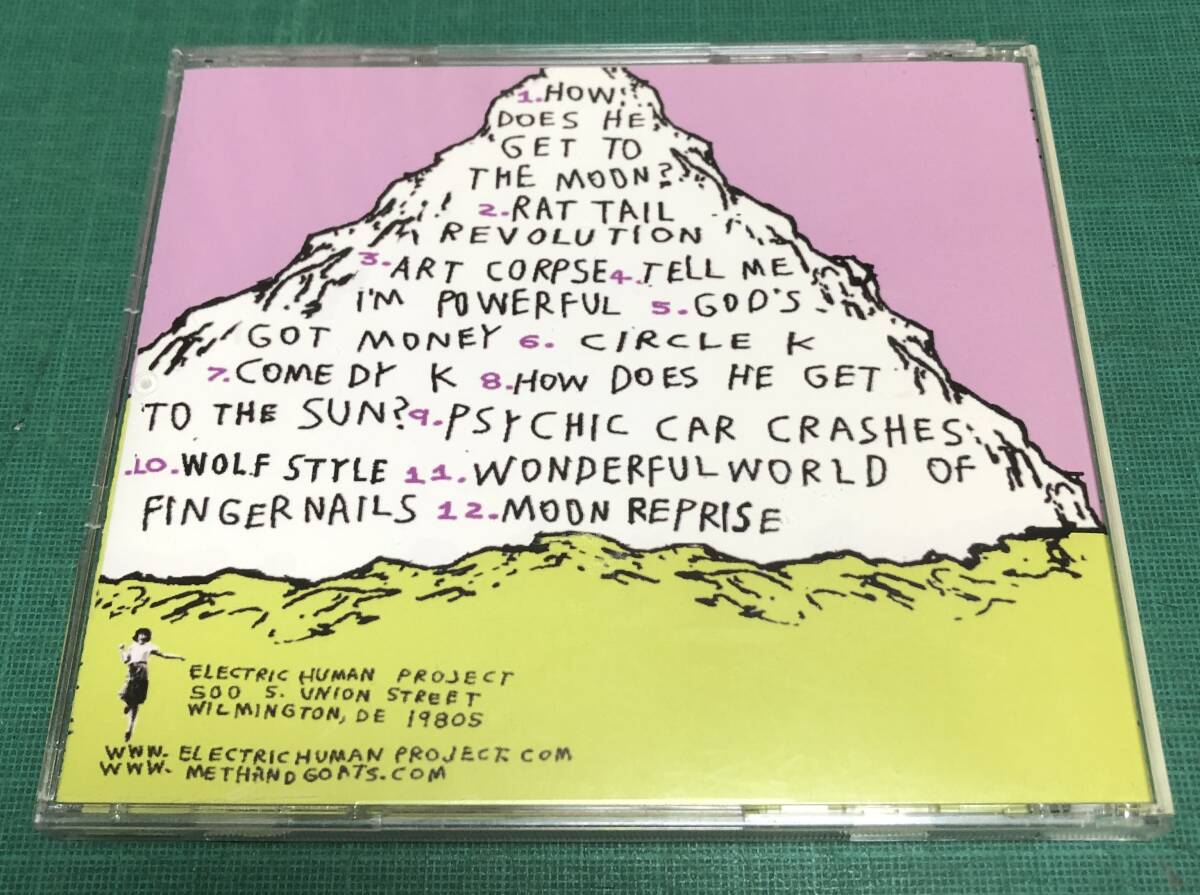 1. HOW
DOES HE
GET TO
THE MOON?
2. RAT TAIL
REVOLUTION
3. ART CORPSE 4. TELL ME
I'M POWERFUL 5. GOD'S
GOT MONEY 6. CIRCLE K
7. COMEDY K 8. HOW DOES HE GET
TO THE SUN? 9. PSYCHIC CAR CRASHES
10. WOLF STYLE 11. WONDERFUL WORLD OF
FINGERNAILS 12. MOON REPRISE
ELECTRIC HUMAN PROJECT
500 S. UNION STREET
WILMINGTON, DE 19805
WWW. ELECTRICHUMANPROJECT.COM
WWW. METHANDGOATS.COM